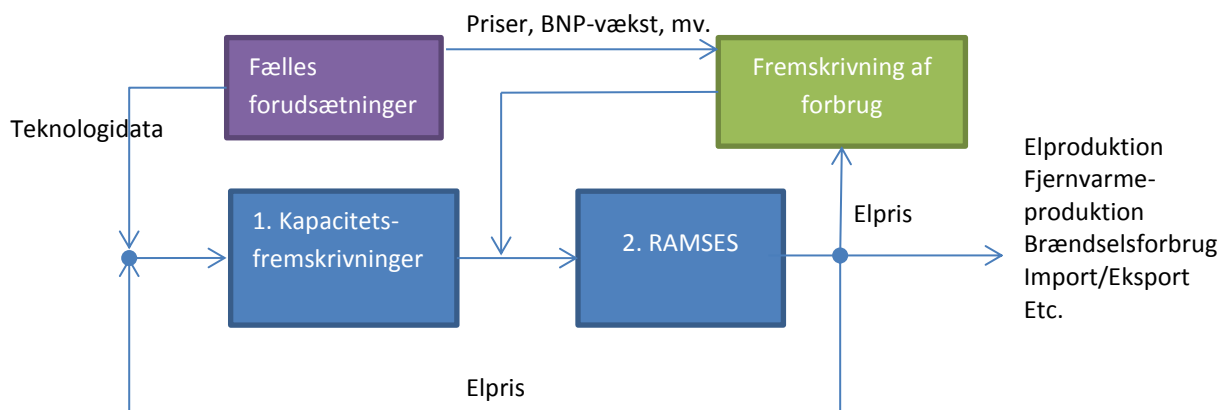 Priser, BNP-vækst, mv.
Fælles
forudsætninger
Fremskrivning af
forbrug
Teknologidata
1. Kapacitets-
fremskrivninger
2. RAMSES
Elpris
Elproduktion
Fjernvarme-
produktion
Brændselsforbrug
Import/Eksport
Etc.
Elpris